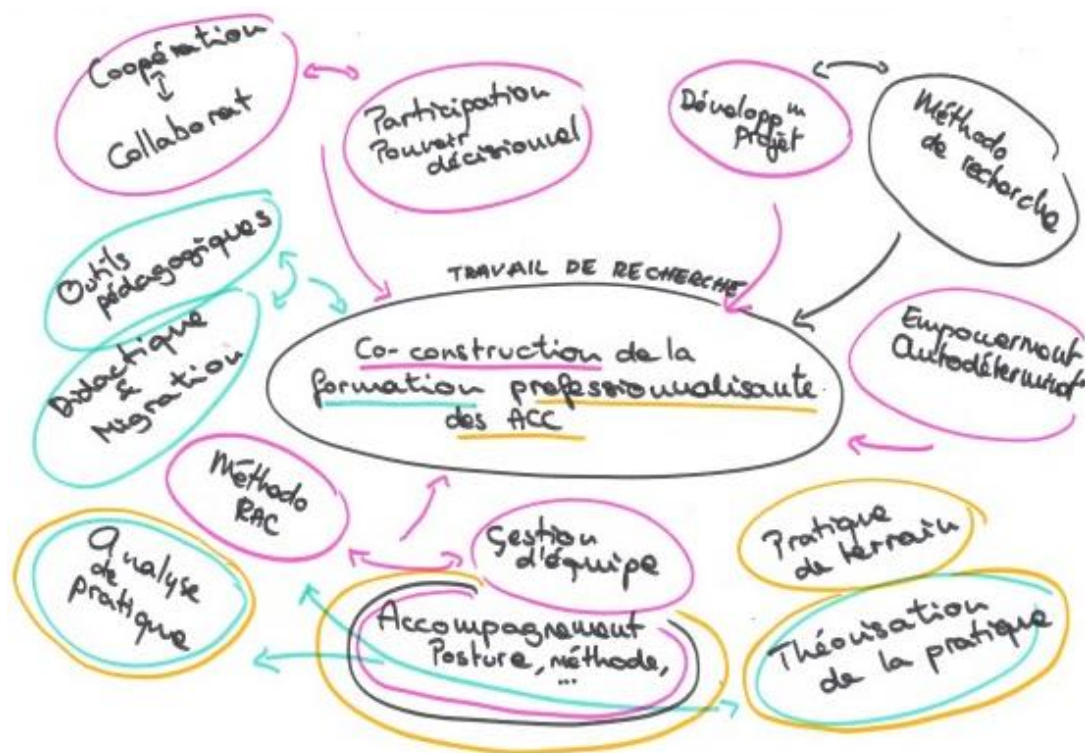 Coopération
Collaborat
Participation
Pouvoir
décisionnel
Développ^m
Projet
Méthodo
de recherche
Outils
pédagogiques
Didactique
&
Migration
TRAVAIL DE RECHERCHE
Co-construction de la
formation professionnalisante
des ACC
Empowerment
Autodéterminat°
Méthodo
RAC
Gestion
d'équipe
Pratique
de terrain
Analyse
de
pratique
Accompagnement
Posture, méthode,
...
Théorisation
de la pratique